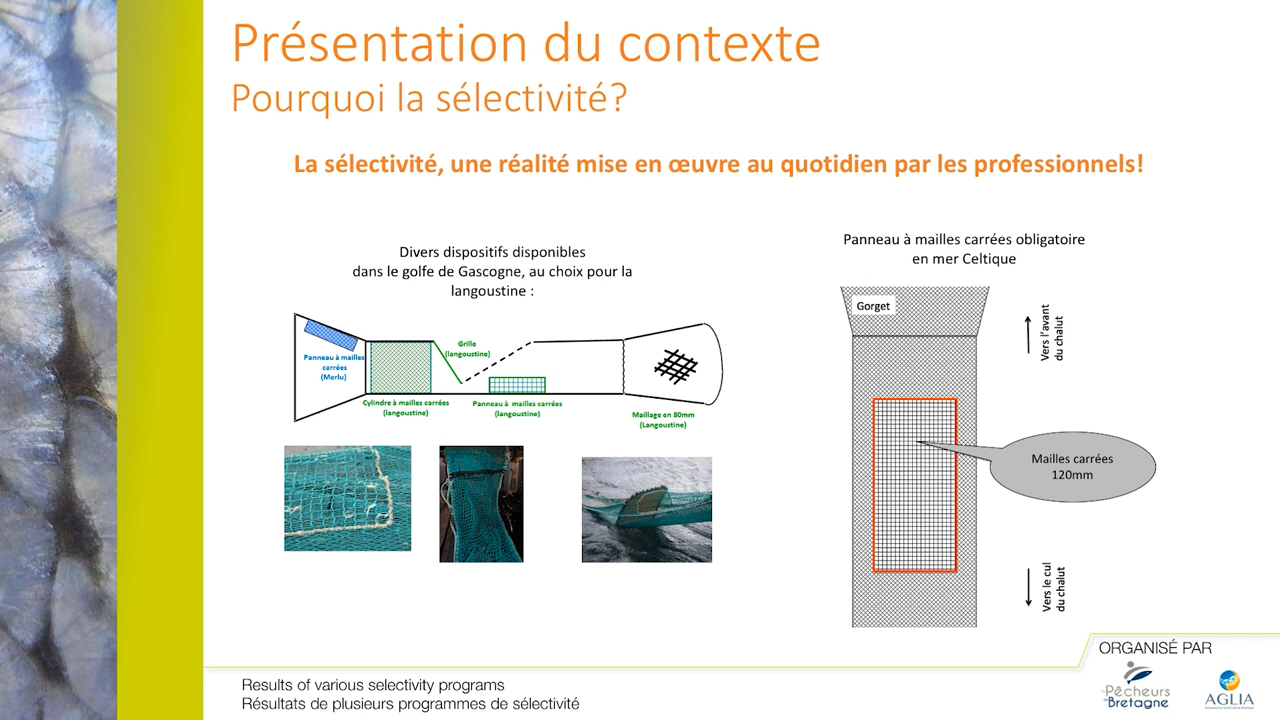 Présentation du contexte
Pourquoi la sélectivité?
La sélectivité, une réalité mise en œuvre au quotidien par les professionnels!
Divers dispositifs disponibles
dans le golfe de Gascogne, au choix pour la
langoustine :
Panneau à mailles
carrées
(Merlu)
Grille
(langoustine)
Cylindre à mailles carrées
(langoustine)
Panneau à mailles carrées
(langoustine)
Maillage en 80mm
(Langoustine)
Panneau à mailles carrées obligatoire
en mer Celtique
Gorget
Vers l'avant
du chalut
Mailles carrées
120mm
Vers le cul
du chalut
Results of various selectivity programs
Résultats de plusieurs programmes de sélectivité
ORGANISÉ PAR
Pêcheurs
Bretagne
AGLIA